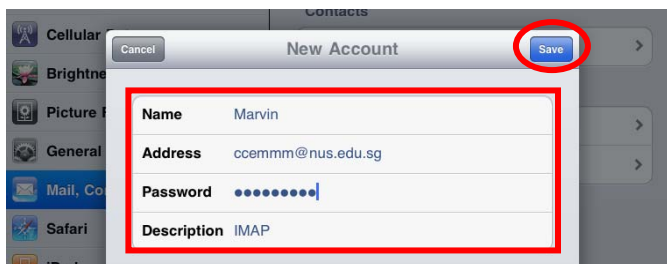 Contacts
Cellular
Cancel
New Account
Save
Brightne
Picture F
Name Marvin
General
Address ccemmm@nus.edu.sg
Mail, Con
Password ●●●●●●●●●
Safari
Description IMAP